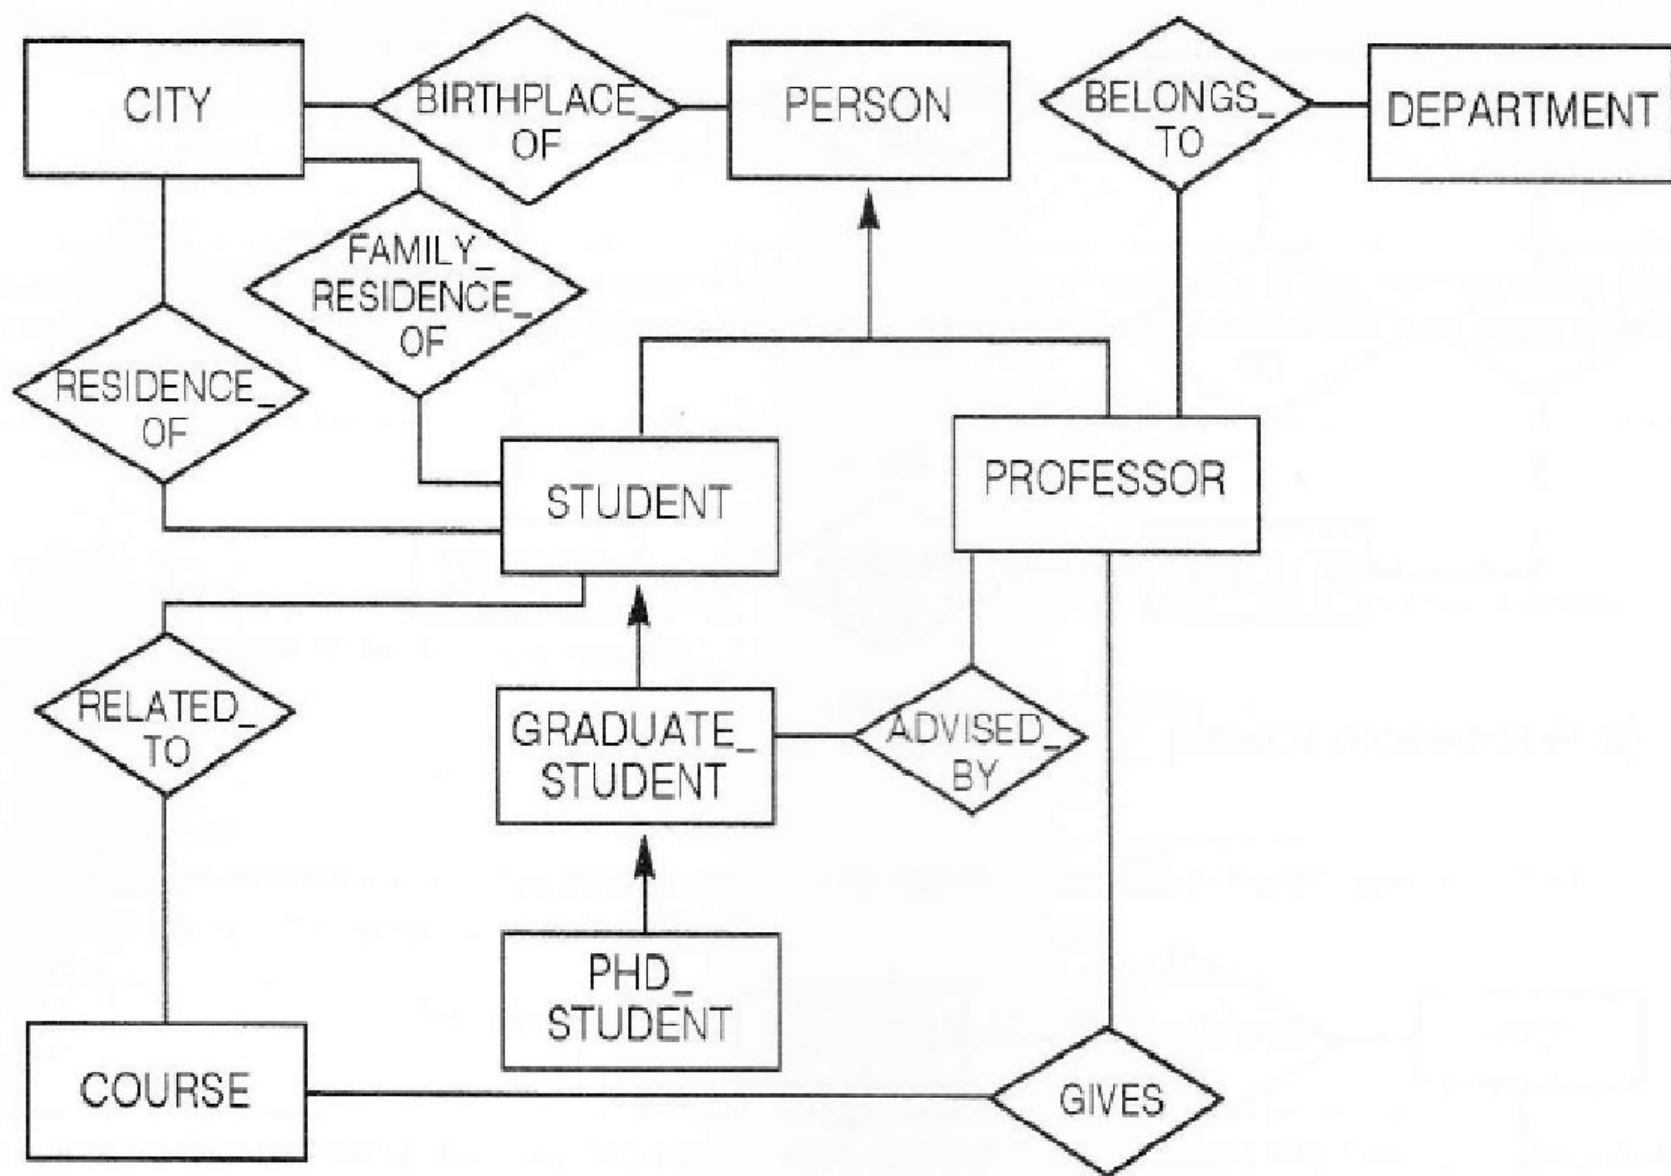 CITY
BIRTHPLACE_
OF
PERSON
BELONGS_
TO
DEPARTMENT
FAMILY_
RESIDENCE_
OF
RESIDENCE_
OF
STUDENT
PROFESSOR
RELATED_
TO
GRADUATE_
STUDENT
ADVISED_
BY
PHD_
STUDENT
COURSE
GIVES